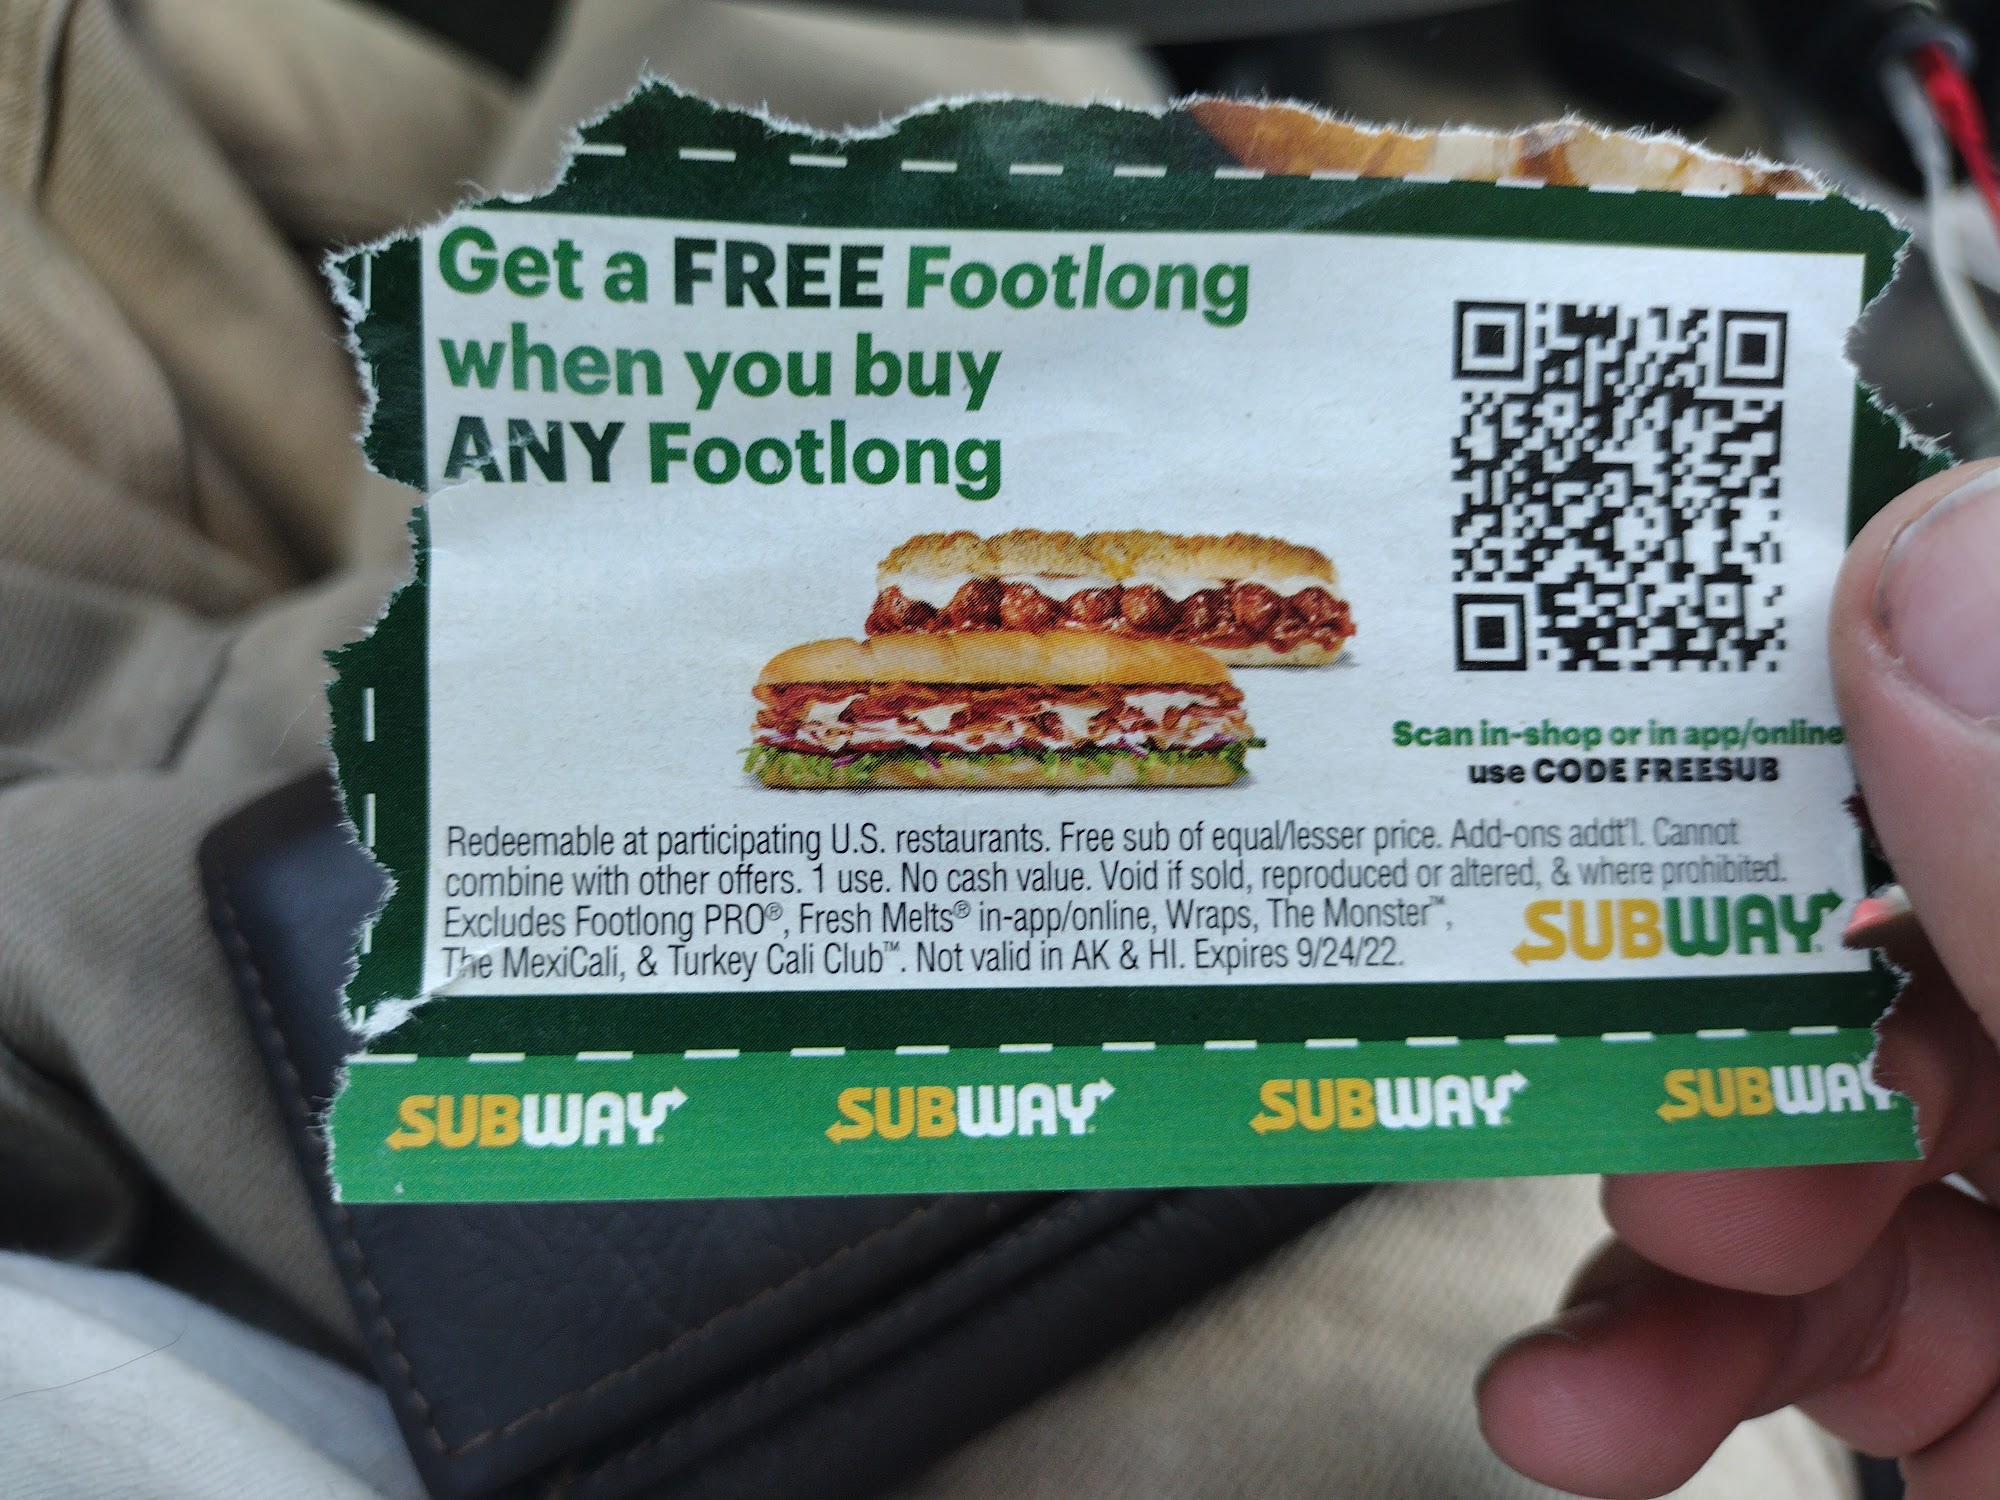 Get a FREE Footlong
when you buy
ANY Footlong
Scan in-shop or in app/online
use CODE FREESUB
Redeemable at participating U.S. restaurants. Free sub of equal/lesser price. Add-ons addt'l. Cannot
combine with other offers. 1 use. No cash value. Void if sold, reproduced or altered, & where prohibited.
Excludes Footlong PRO®, Fresh Melts® in-app/online, Wraps, The Monster™,
The MexiCali, & Turkey Cali Club™. Not valid in AK & HI. Expires 9/24/22.
SUBWAY
SUBWAY SUBWAY SUBWAY SUBWAY